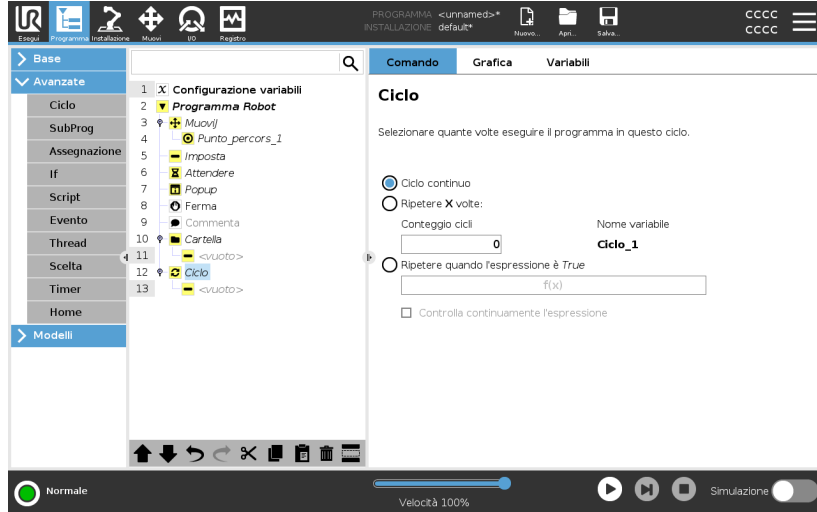 PROGRAMMA <unnamed>*
INSTALLAZIONE default*
UR
Esegui
Programma
Installazione
Muovi
I/O
Registro
Nuovo...
Apri...
Salva...
CCCC
CCCC
Base
Avanzate
Ciclo
SubProg
Assegnazione
If
Script
Evento
Thread
Scelta
Timer
Home
Modelli
1 X Configurazione variabili
2 Programma Robot
3 MuoviJ
4 Punto_percors_1
5 Imposta
6 Attendere
7 Popup
8 Ferma
9 Commenta
10 Cartella
11 <vuoto>
12 Ciclo
13 <vuoto>
Comando Grafica Variabili
Ciclo
Selezionare quante volte eseguire il programma in questo ciclo.
Ciclo continuo
Ripetere X volte:
Conteggio cicli Nome variabile
0 Ciclo_1
Ripetere quando l'espressione è True
f(x)
Controlla continuamente l'espressione
Normale
Velocità 100%
Simulazione